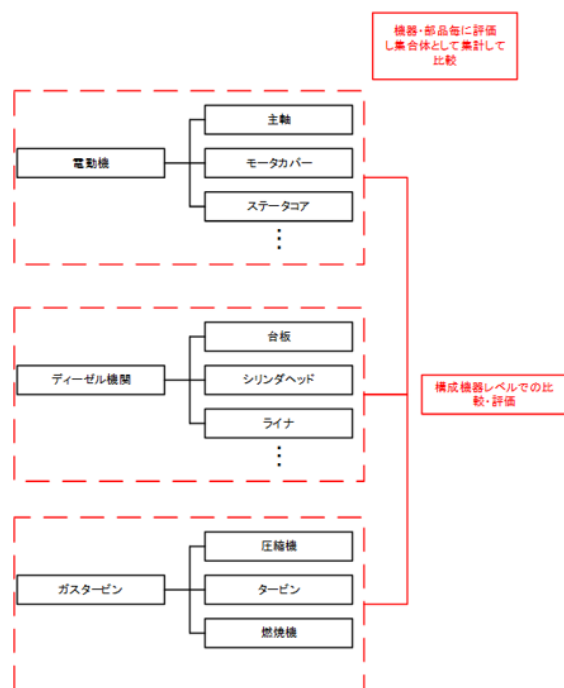 機器・部品毎に評価
し集合体として集計して
比較
主軸
電動機
モータカバー
ステータコア
台板
ディーゼル機関
シリンダヘッド
ライナ
構成機器レベルでの比
較・評価
圧縮機
ガスタービン
タービン
燃焼機